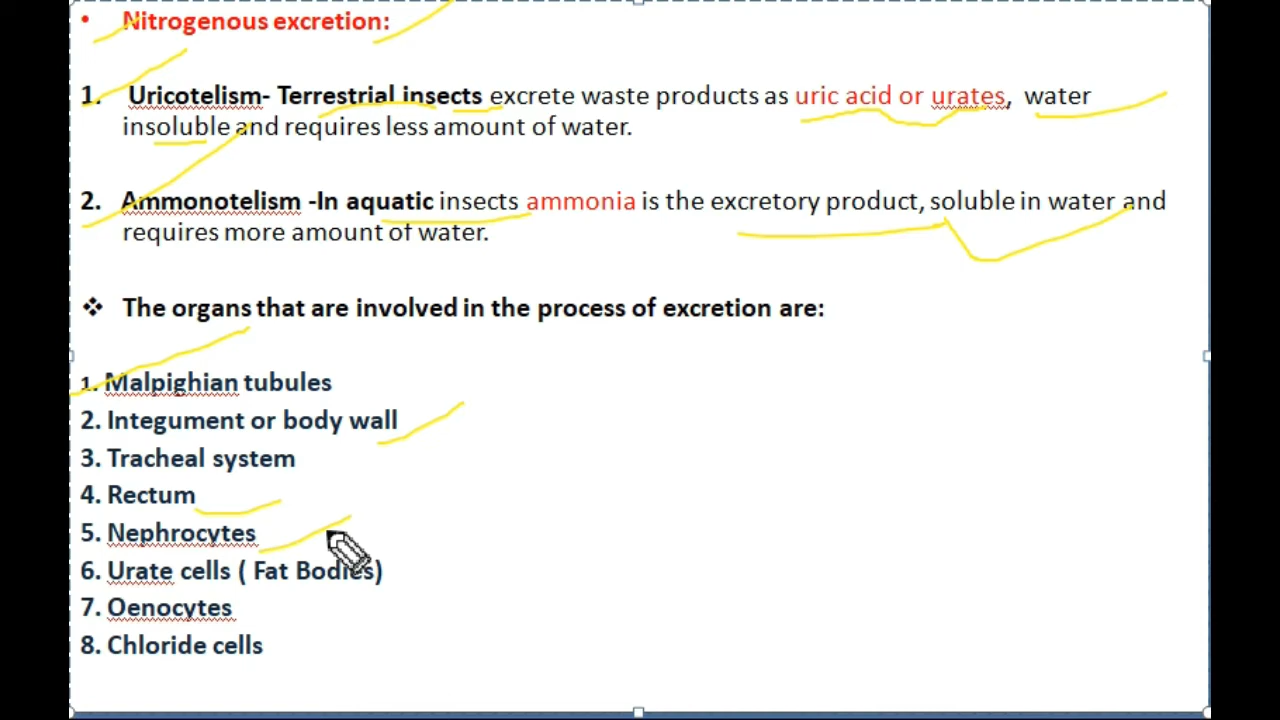 • Nitrogenous excretion:
1. Uricotelism- Terrestrial insects excrete waste products as uric acid or urates, water
insoluble and requires less amount of water.
2. Ammonotelism -In aquatic insects ammonia is the excretory product, soluble in water and
requires more amount of water.
❖ The organs that are involved in the process of excretion are:
1. Malpighian tubules
2. Integument or body wall
3. Tracheal system
4. Rectum
5. Nephrocytes
6. Urate cells ( Fat Bodies)
7. Oenocytes
8. Chloride cells